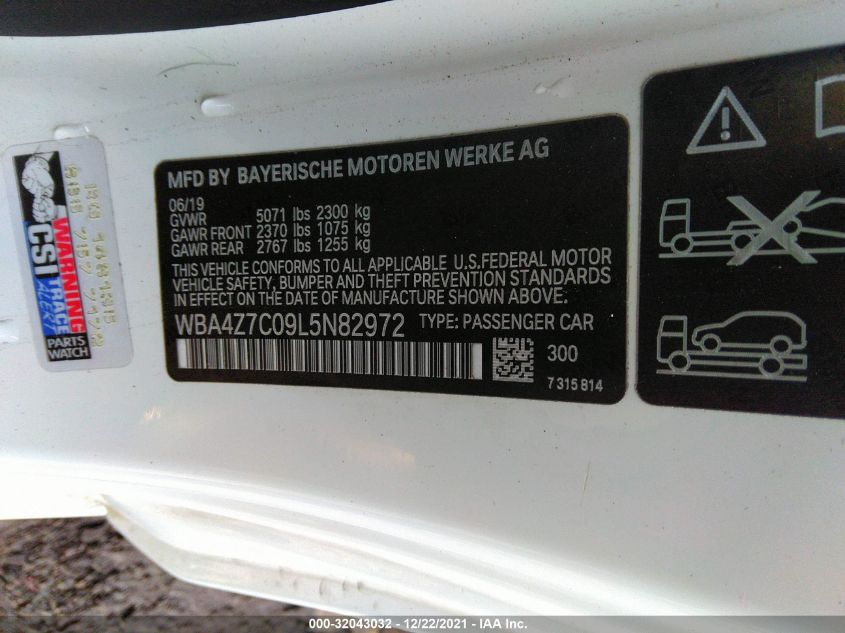 MFD BY BAYERISCHE MOTOREN WERKE AG
06/19
GVWR 5071 lbs 2300 kg
GAWR FRONT 2370 lbs 1075 kg
GAWR REAR 2767 lbs 1255 kg
THIS VEHICLE CONFORMS TO ALL APPLICABLE U.S.FEDERAL MOTOR
VEHICLE SAFETY, BUMPER AND THEFT PREVENTION STANDARDS
IN EFFECT ON THE DATE OF MANUFACTURE SHOWN ABOVE.
WBA4Z7C09L5N82972 TYPE: PASSENGER CAR
300
7 315 814
WARNING
CSI TRACE
ALERT
PARTS
WATCH
000-32043032 - 12/22/2021 - IAA Inc.